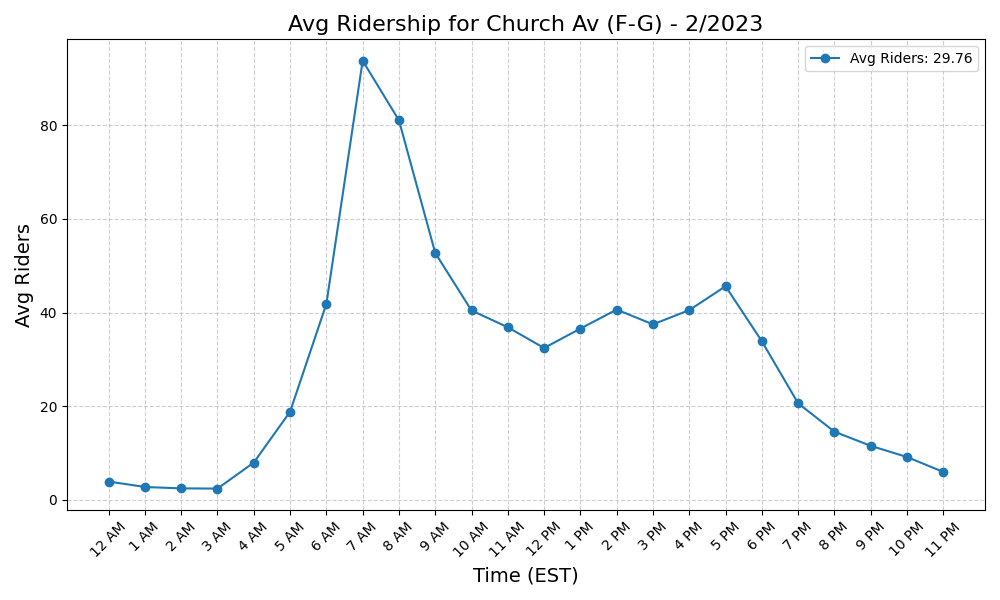 Avg Ridership for Church Av (F-G) - 2/2023
Avg Riders: 29.76
Avg Riders
80
60
40
20
0
12 AM
1 AM
2 AM
3 AM
4 AM
5 AM
6 AM
7 AM
8 AM
9 AM
10 AM
11 AM
12 PM
1 PM
2 PM
3 PM
4 PM
5 PM
6 PM
7 PM
8 PM
9 PM
10 PM
11 PM
Time (EST)